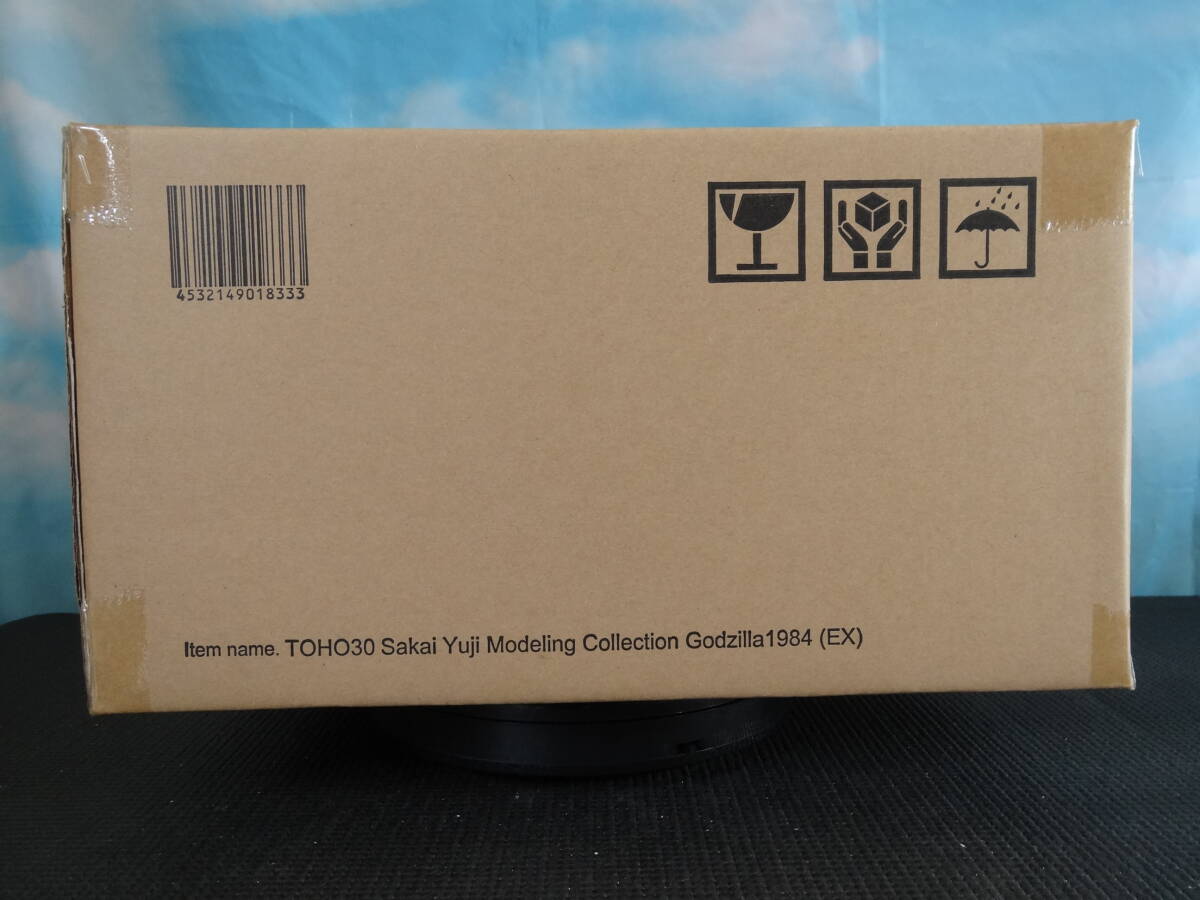 4532149018333
Item name. TOHO30 Sakai Yuji Modeling Collection Godzilla1984 (EX)